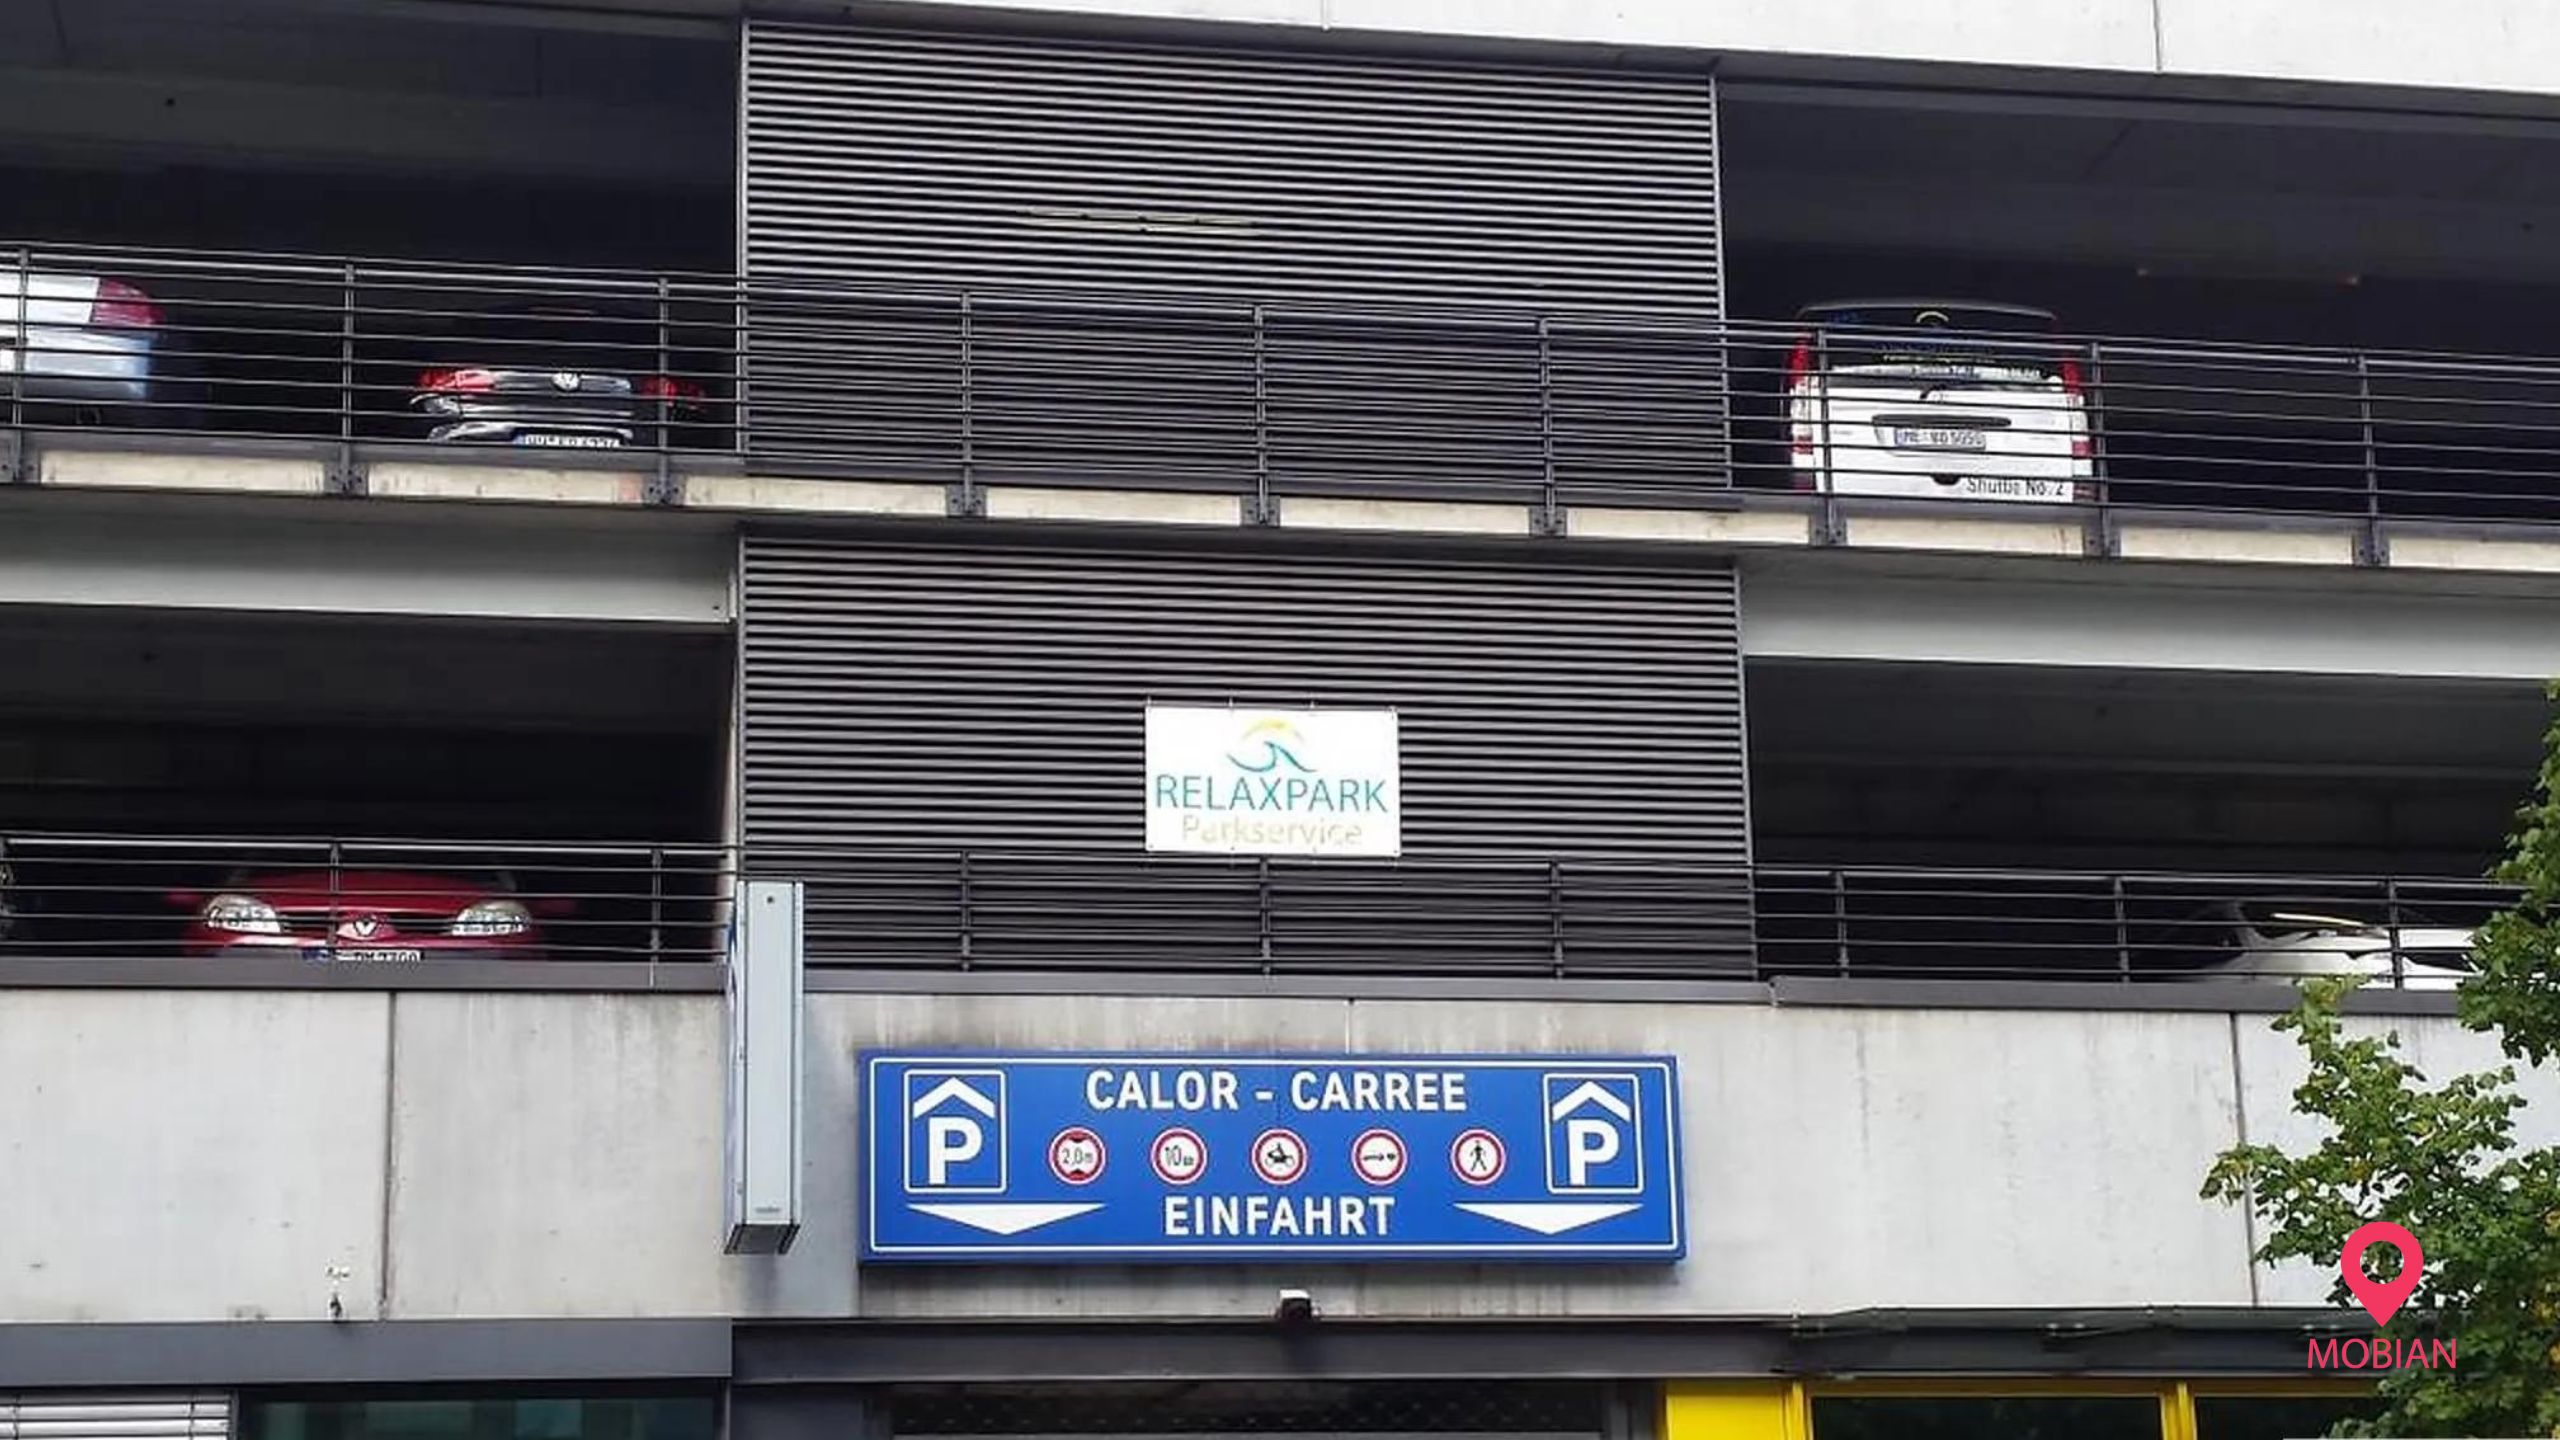 Shuttle No. 2
RELAXPARK
Parkservice
CALOR - CARREE
P
2,0m
10
P
EINFAHRT
MOBIAN